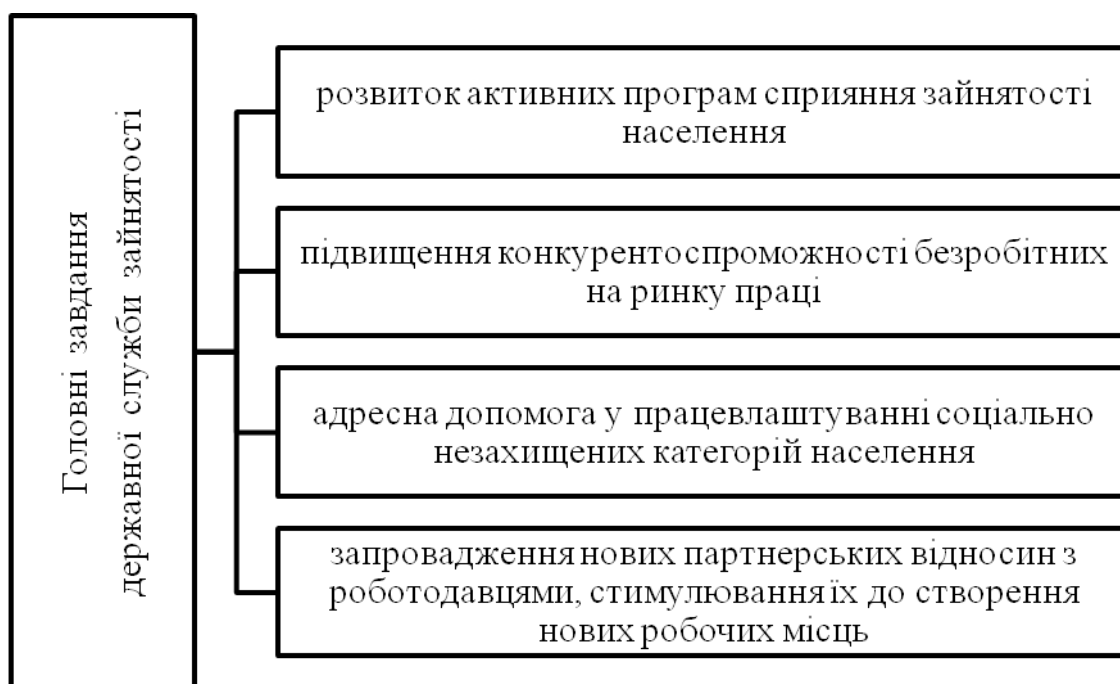 Головні завдання
державної служби зайнятості
розвиток активних програм сприяння зайнятості
населення
підвищення конкурентоспроможності безробітних
на ринку праці
адресна допомога у працевлаштуванні соціально
незахищених категорій населення
запровадження нових партнерських відносин з
роботодавцями, стимулювання їх до створення
нових робочих місць